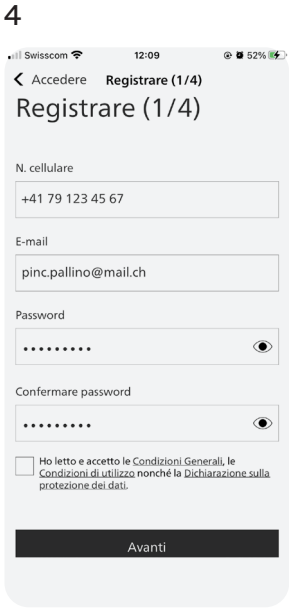 4
Swisscom 12:09 52%
Accedere Registrare (1/4)
Registrare (1/4)
N. cellulare
+41 79 123 45 67
E-mail
pinc.pallino@mail.ch
Password
•••••••••
Confermare password
•••••••••
Ho letto e accetto le Condizioni Generali, le
Condizioni di utilizzo nonché la Dichiarazione sulla
protezione dei dati.
Avanti